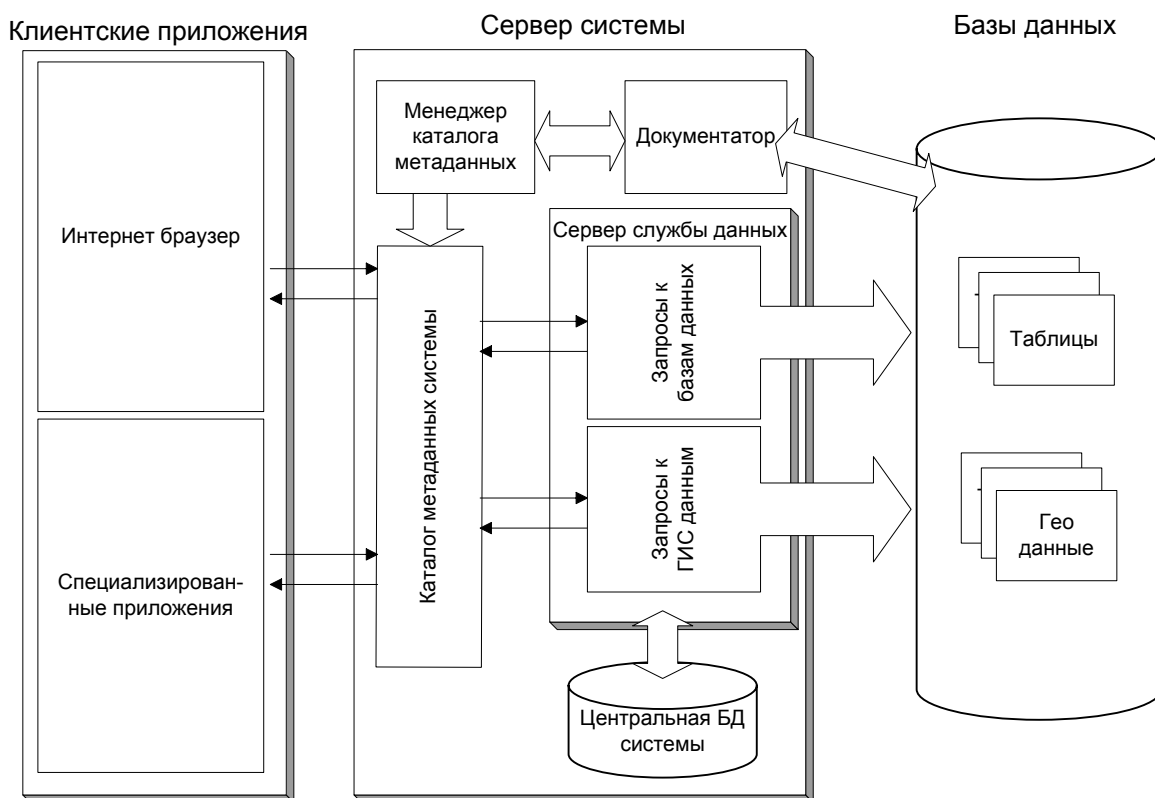 Клиентские приложения
Сервер системы
Базы данных
Менеджер
каталога
метаданных
Документатор
Интернет браузер
Сервер службы данных
Каталог метаданных системы
Запросы к
базам данных
Таблицы
Запросы к
ГИС данным
Гео
данные
Специализирован-
ные приложения
Центральная БД
системы